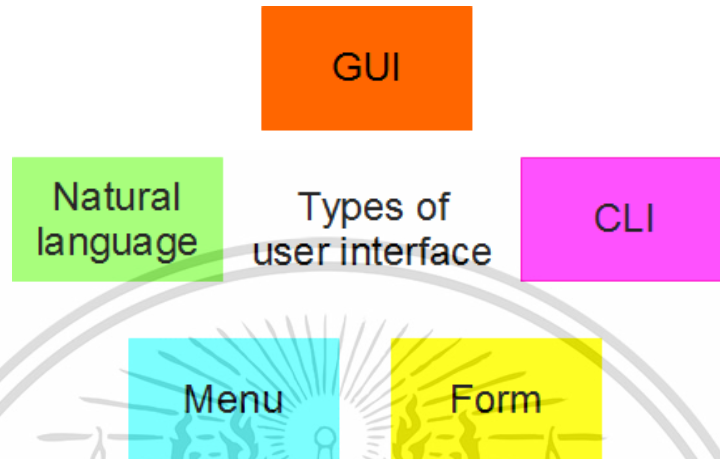 GUI
Natural
language
Types of
user interface
CLI
Menu
Form